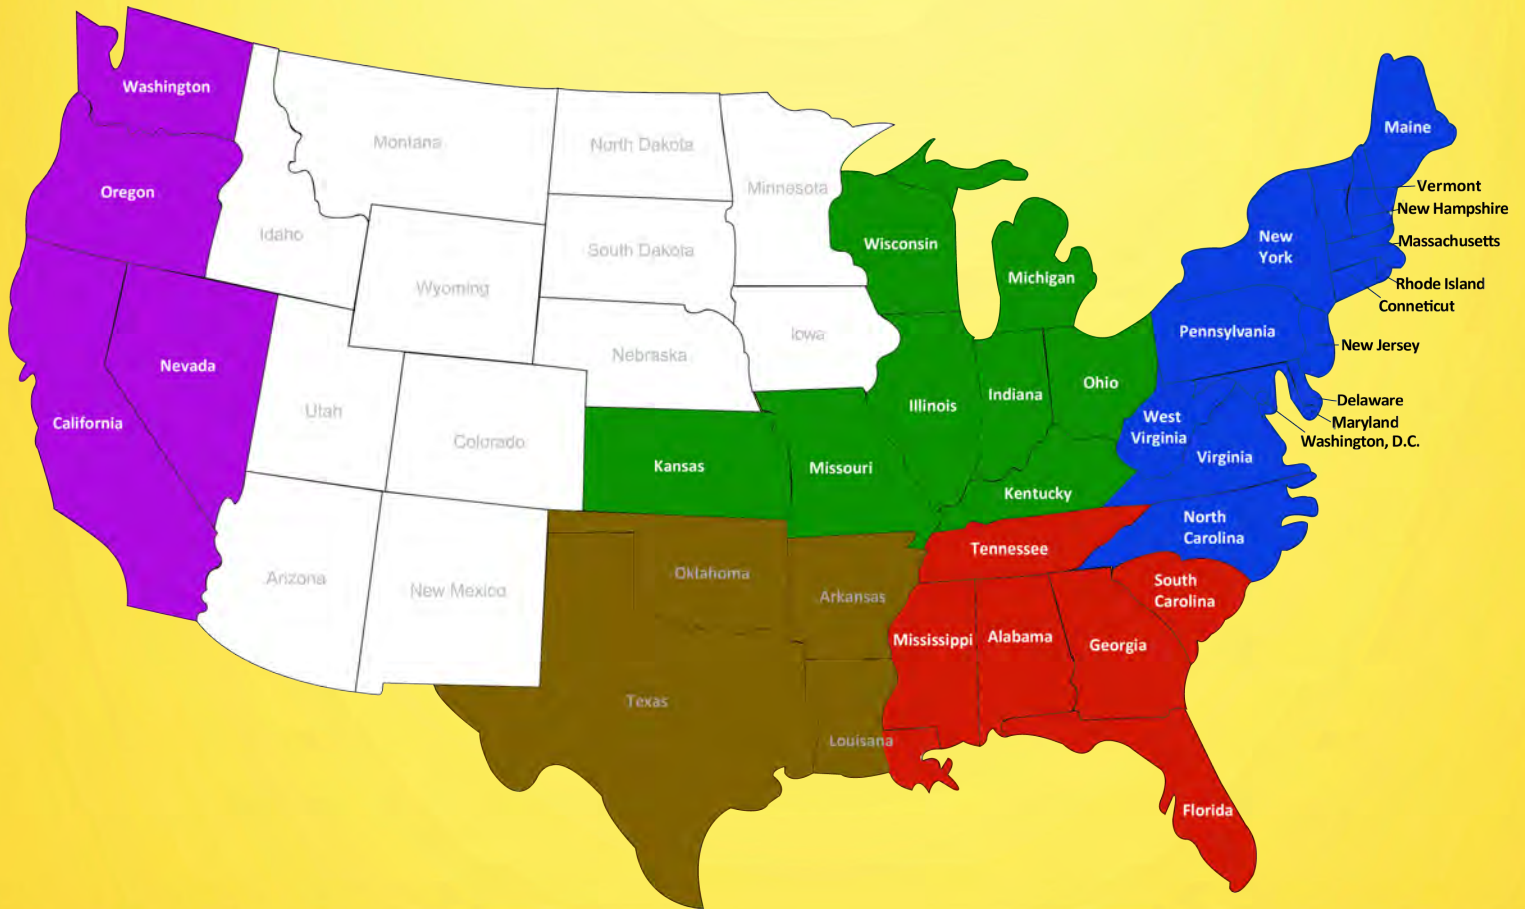 Washington
Montana
North Dakota
Minnesota
Maine
Oregon
Idaho
Vermont
New Hampshire
Wisconsin
South Dakota
New
York
Massachusetts
Wyoming
Michigan
Rhode Island
Conneticut
Pennsylvania
Iowa
New Jersey
Nebraska
Nevada
Ohio
Indiana
Illinois
Delaware
Utah
California
Maryland
West
Virginia
Colorado
Washington, D.C.
Kansas
Missouri
Virginia
Kentucky
North
Carolina
Tennessee
Arizona
New Mexico
Oklahoma
Arkansas
South
Carolina
Mississippi
Alabama
Georgia
Texas
Louisana
Florida